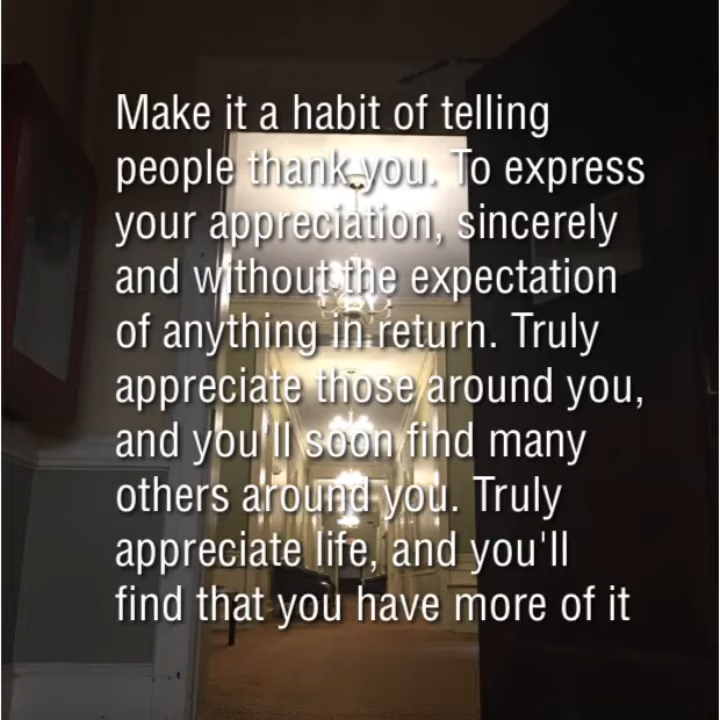 Make it a habit of telling
people thank you. To express
your appreciation, sincerely
and without the expectation
of anything in return. Truly
appreciate those around you,
and you'll soon find many
others around you. Truly
appreciate life, and you'll
find that you have more of it